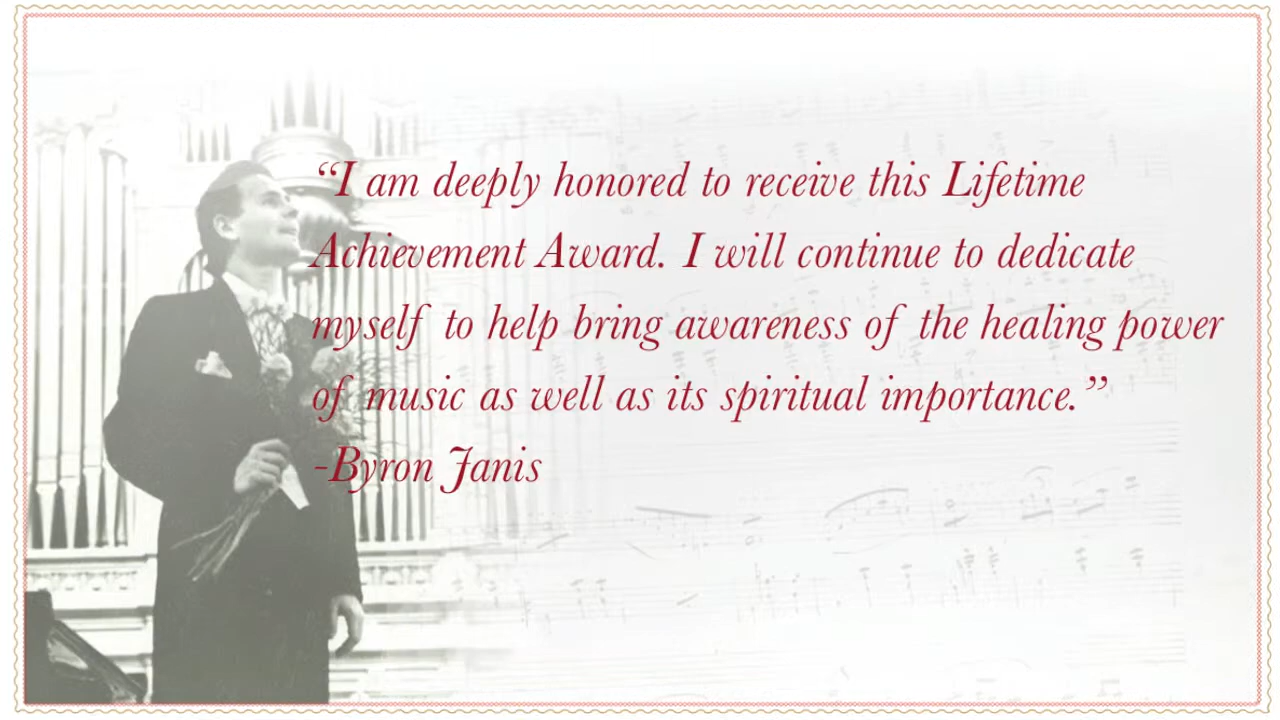 “I am deeply honored to receive this Lifetime
Achievement Award. I will continue to dedicate
myself to help bring awareness of the healing power
of music as well as its spiritual importance.”
-Byron Janis